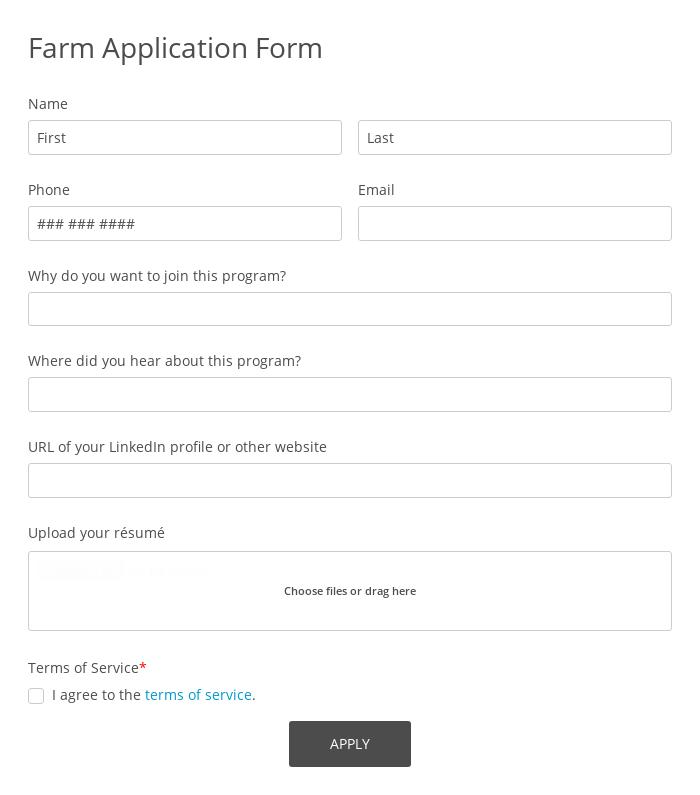 Farm Application Form
Name
First Last
Phone Email
### ### ####
Why do you want to join this program?
Where did you hear about this program?
URL of your LinkedIn profile or other website
Upload your résumé
Choose files or drag here
Terms of Service*
I agree to the terms of service.
APPLY